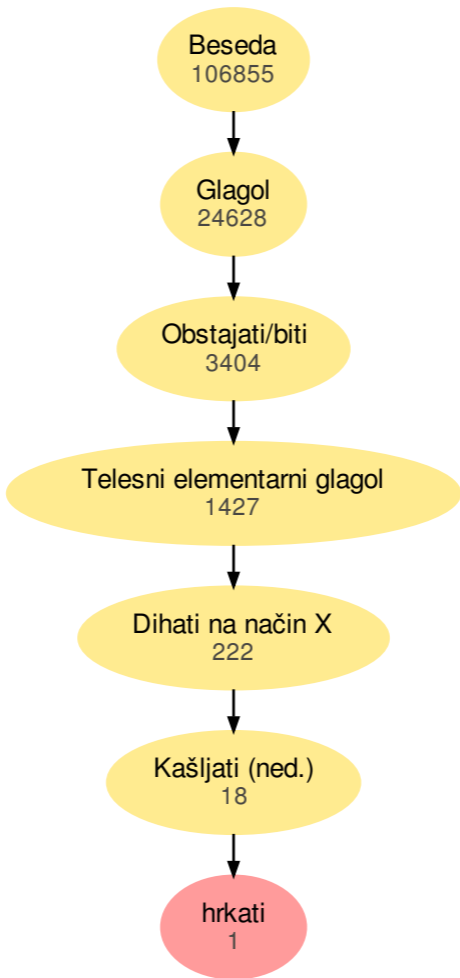 Beseda
106855
Glagol
24628
Obstajati/biti
3404
Telesni elementarni glagol
1427
Dihati na način X
222
Kašljati (ned.)
18
hrkati
1